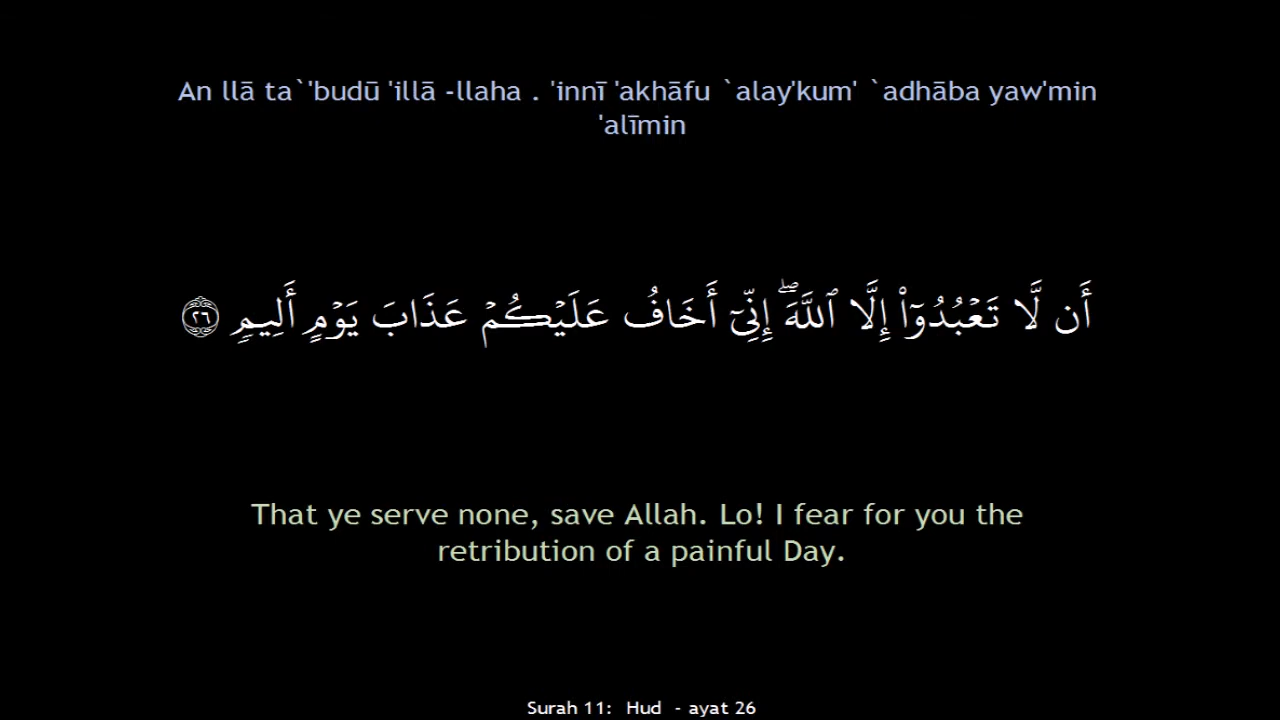 An llā ta`'budū 'illā -llaha . 'innī 'akhāfu `alay'kum' `adhāba yaw'min
'alīmin
أَن لَّا تَعۡبُدُوٓاْ إِلَّا ٱللَّهَۖ إِنِّيٓ أَخَافُ عَلَيۡكُمۡ عَذَابَ يَوۡمٍ أَلِيمٖ ٢٦
That ye serve none, save Allah. Lo! I fear for you the
retribution of a painful Day.
Surah 11: Hud - ayat 26